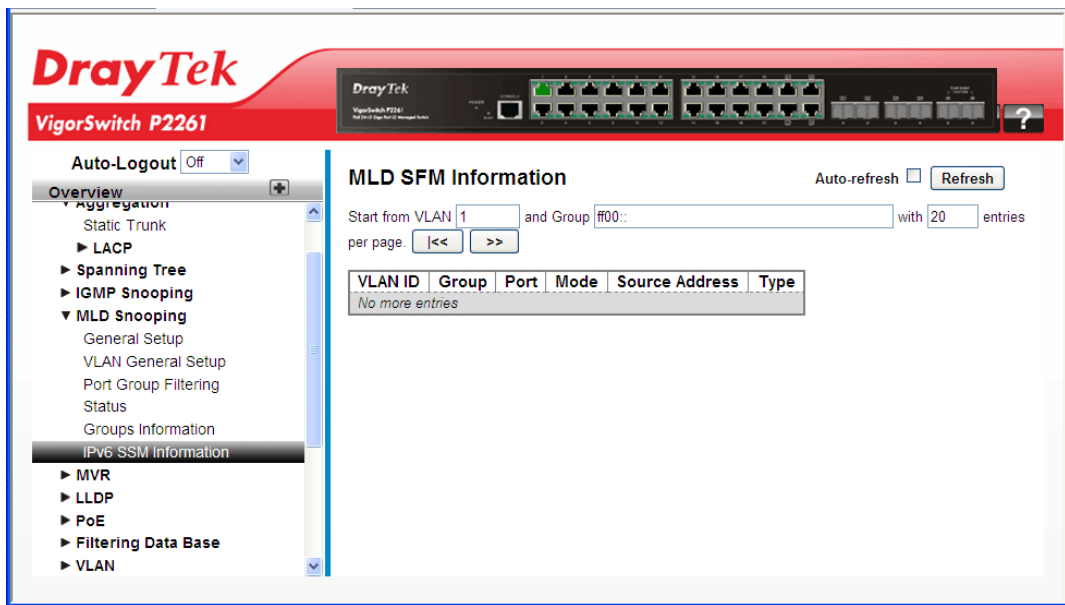 DrayTek
VigorSwitch P2261
DrayTek
VigorSwitch P2261
?
Auto-Logout Off
Overview
Aggregation
Static Trunk
LACP
Spanning Tree
IGMP Snooping
MLD Snooping
General Setup
VLAN General Setup
Port Group Filtering
Status
Groups Information
IPv6 SSM Information
MVR
LLDP
PoE
Filtering Data Base
VLAN
MLD SFM Information
Auto-refresh Refresh
Start from VLAN 1 and Group ff00:: with 20 entries
per page. |<< >>
VLAN ID Group Port Mode Source Address Type
No more entries